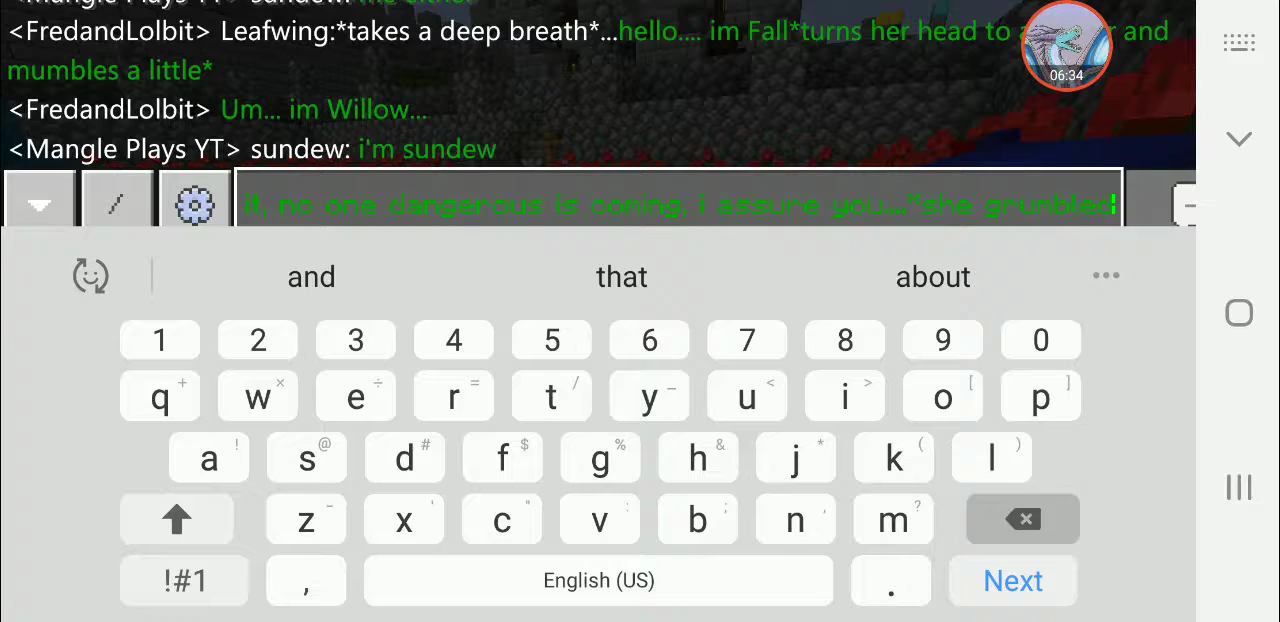 <FredandLolbit> Leafwing:*takes a deep breath*...hello.... im Fall*turns her head to and
mumbles a little*
<FredandLolbit> Um... im Willow...
<Mangle Plays YT> sundew: i'm sundew
06:34
/ it, no one dangerous is coming, i assure you....*she grumbled
and that about •••
1 2 3 4 5 6 7 8 9 0
q + w × e ÷ r = t / y _ u < i > o [ p ]
a ! s @ d # f $ g % h & j * k ( l )
z - x ' c " v : b ; n , m ?
!#1 , English (US) . Next